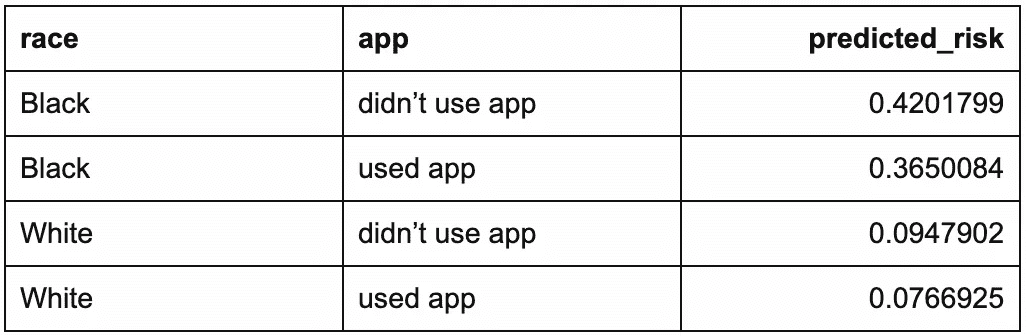 race app predicted_risk
Black didn’t use app 0.4201799
Black used app 0.3650084
White didn’t use app 0.0947902
White used app 0.0766925